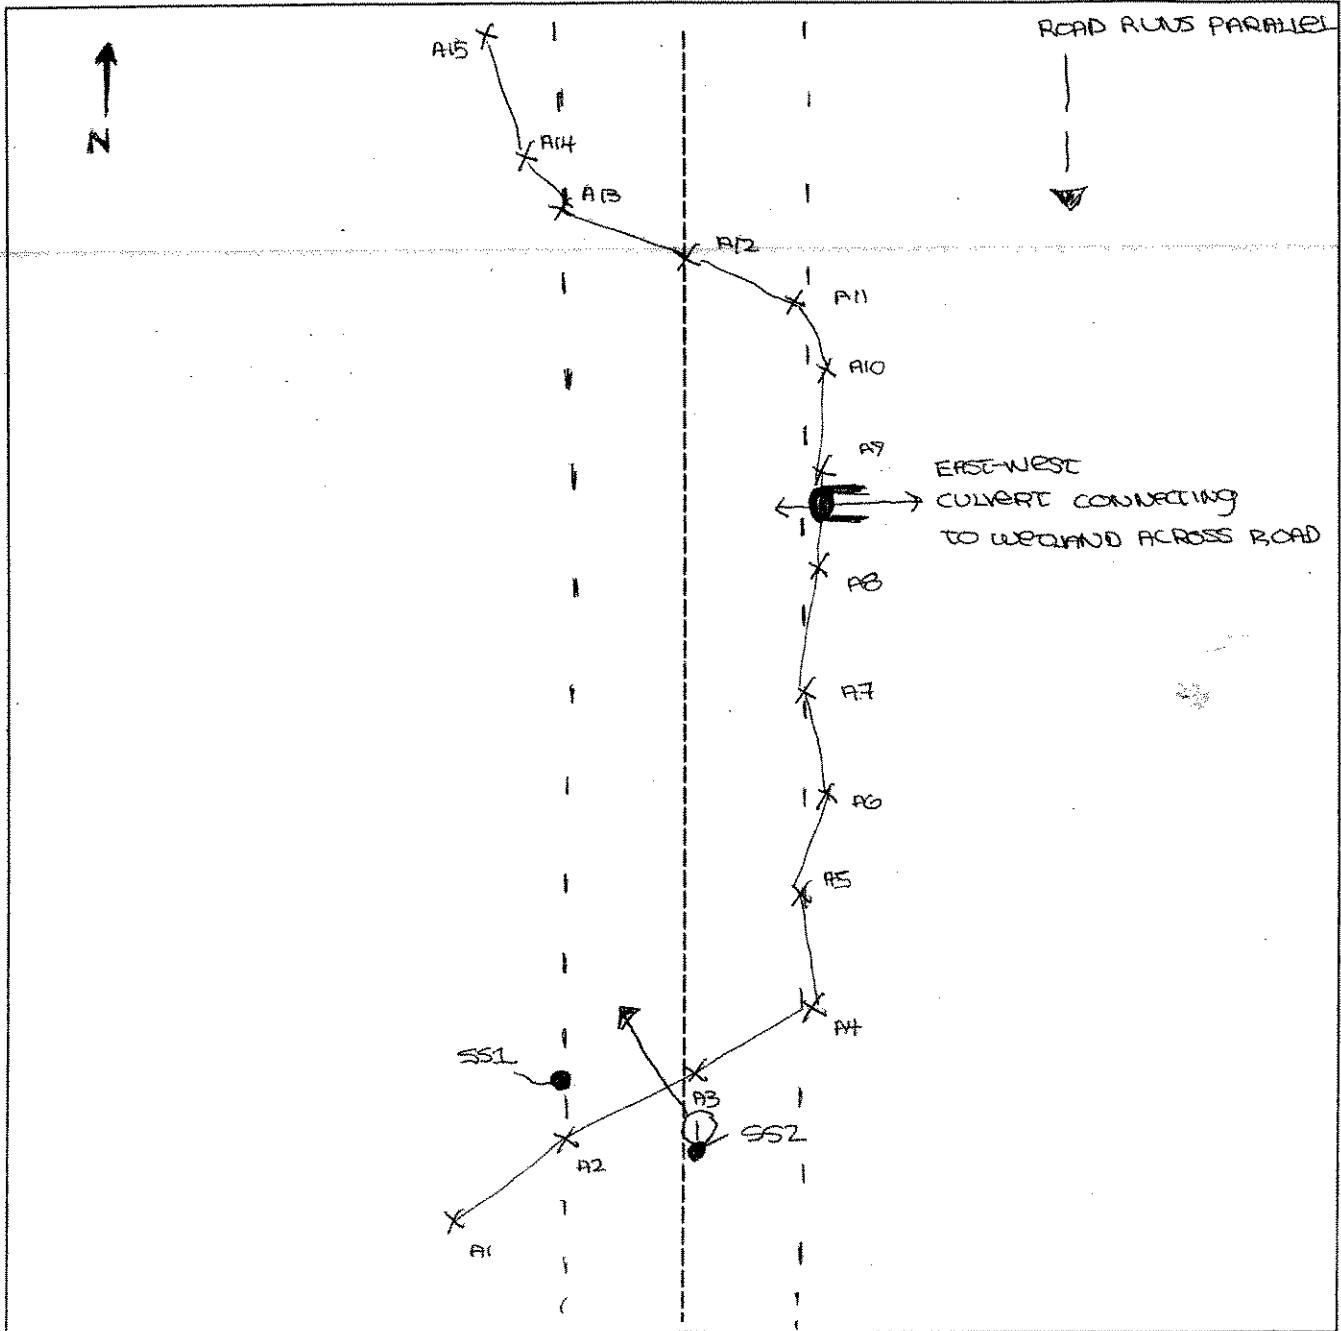 ROAD RUNS PARALLEL
A15
N
A14
A13
A12
A11
A10
A9
EAST-WEST
CULVERT CONNECTING
TO WETLAND ACROSS ROAD
A8
A7
A6
A5
A4
SS1
A3
SS2
A2
A1